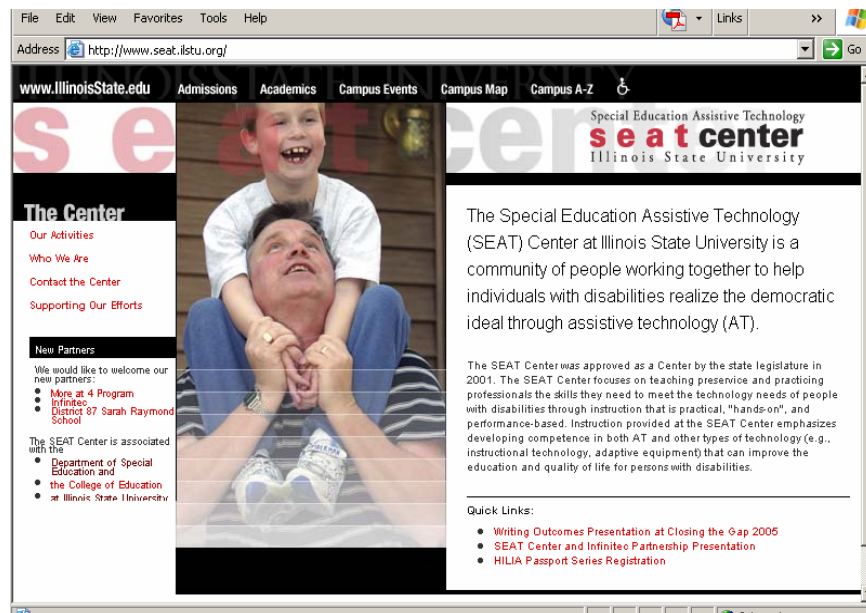 File Edit View Favorites Tools Help Links »
Address http://www.seat.ilstu.org/ Go
ILLINOIS STATE UNIVERSITY
www.IllinoisState.edu Admissions Academics Campus Events Campus Map Campus A-Z
seat center
Special Education Assistive Technology
seat center
Illinois State University
The Center
Our Activities
Who We Are
Contact the Center
Supporting Our Efforts
New Partners
We would like to welcome our
new partners:
More at 4 Program
Infinitec
District 87 Sarah Raymond
School
The SEAT Center is associated
with the
Department of Special
Education and
the College of Education
at Illinois State University
The Special Education Assistive Technology
(SEAT) Center at Illinois State University is a
community of people working together to help
individuals with disabilities realize the democratic
ideal through assistive technology (AT).
The SEAT Center was approved as a Center by the state legislature in
2001. The SEAT Center focuses on teaching preservice and practicing
professionals the skills they need to meet the technology needs of people
with disabilities through instruction that is practical, "hands-on", and
performance-based. Instruction provided at the SEAT Center emphasizes
developing competence in both AT and other types of technology (e.g.,
instructional technology, adaptive equipment) that can improve the
education and quality of life for persons with disabilities.
Quick Links:
Writing Outcomes Presentation at Closing the Gap 2005
SEAT Center and Infinitec Partnership Presentation
HILIA Passport Series Registration